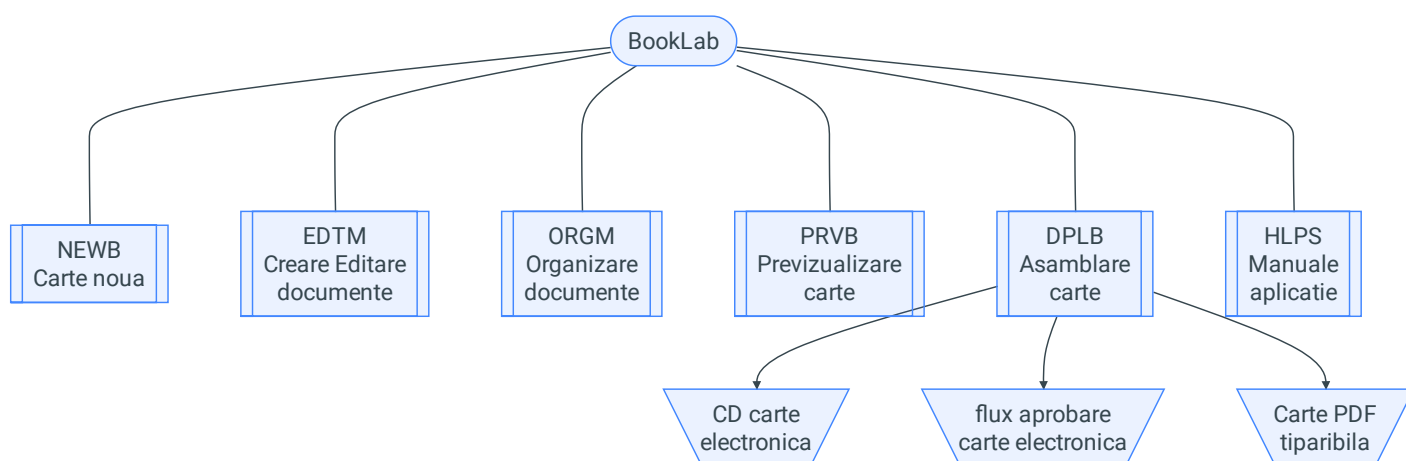 BookLab
NEWB
Carte noua
EDTM
Creare Editare
documente
ORGM
Organizare
documente
PRVB
Previzualizare
carte
DPLB
Asamblare
carte
HLPS
Manuale
aplicatie
CD carte
electronica
flux aprobare
carte electronica
Carte PDF
tiparibila